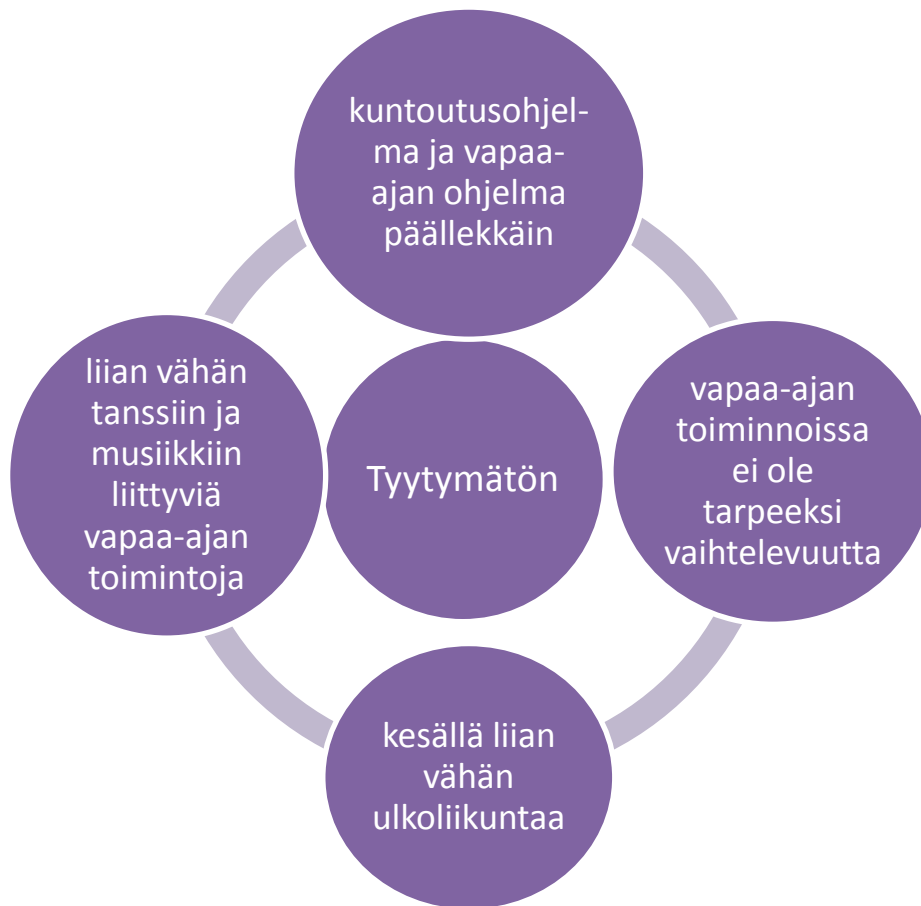 kuntoutusohjel-
ma ja vapaa-
ajan ohjelma
päällekkäin
liian vähän
tanssiin ja
musiikkiin
liittyviä
vapaa-ajan
toimintoja
Tyytymätön
vapaa-ajan
toiminnoissa
ei ole
tarpeeksi
vaihtelevuutta
kesällä liian
vähän
ulkoliikuntaa